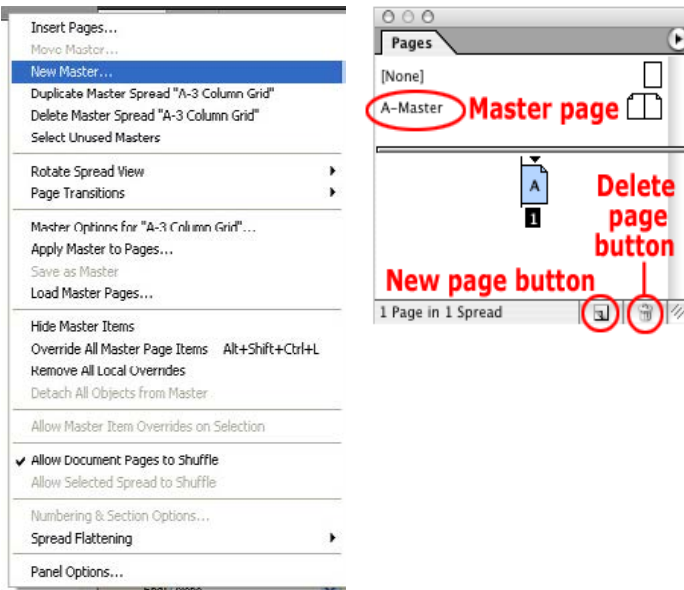 Insert Pages...
Move Master...
New Master...
Duplicate Master Spread "A-3 Column Grid"
Delete Master Spread "A-3 Column Grid"
Select Unused Masters
Rotate Spread View
Page Transitions
Master Options for "A-3 Column Grid"...
Apply Master to Pages...
Save as Master
Load Master Pages...
Hide Master Items
Override All Master Page Items Alt+Shift+Ctrl+L
Remove All Local Overrides
Detach All Objects from Master
Allow Master Item Overrides on Selection
Allow Document Pages to Shuffle
Allow Selected Spread to Shuffle
Numbering & Section Options...
Spread Flattening
Panel Options...
Pages
[None]
A-Master Master page
A
1
Delete
page
button
New page button
1 Page in 1 Spread